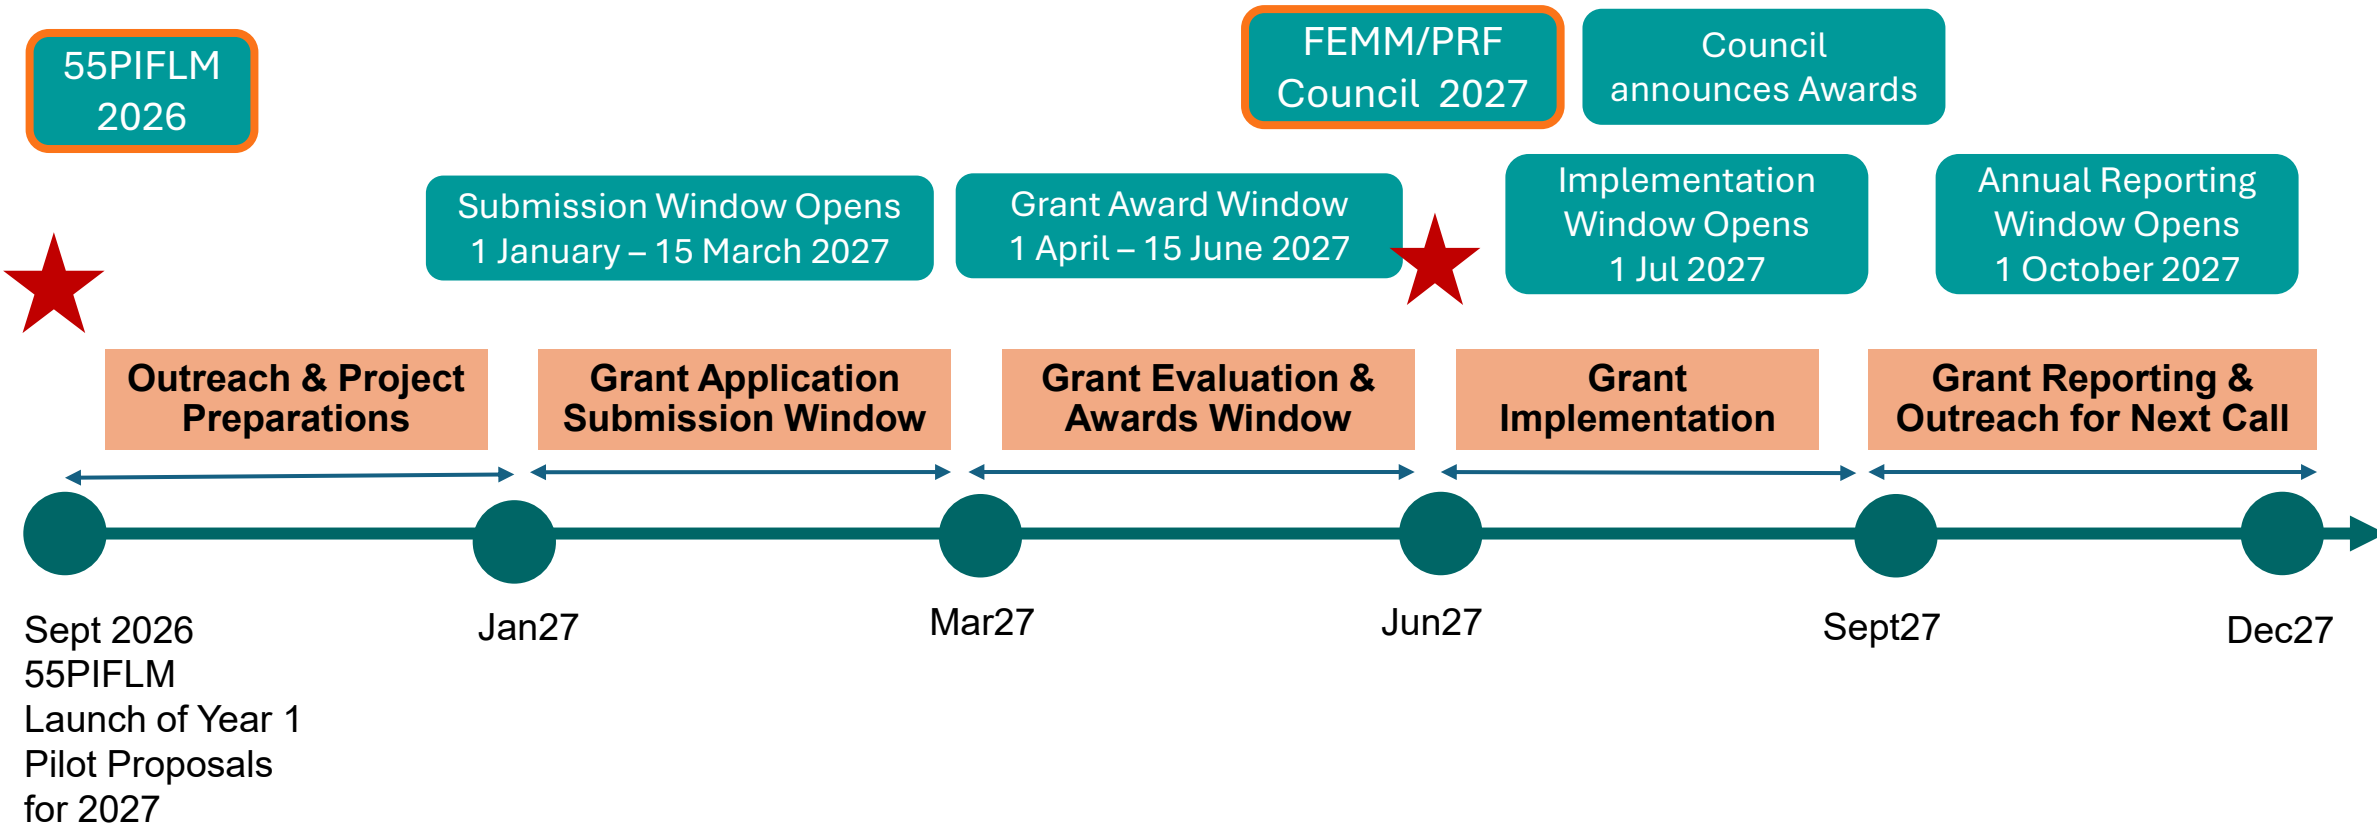 55PIFLM
2026
FEMM/PRF
Council 2027
Council
announces Awards
Submission Window Opens
1 January – 15 March 2027
Grant Award Window
1 April – 15 June 2027
Implementation
Window Opens
1 Jul 2027
Annual Reporting
Window Opens
1 October 2027
Outreach & Project
Preparations
Grant Application
Submission Window
Grant Evaluation &
Awards Window
Grant
Implementation
Grant Reporting &
Outreach for Next Call
Sept 2026
55PIFLM
Launch of Year 1
Pilot Proposals
for 2027
Jan27
Mar27
Jun27
Sept27
Dec27